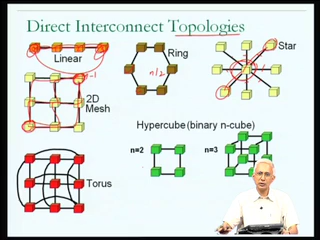 Direct Interconnect Topologies
Linear
Ring
n/2
Star
2D
Mesh
Hypercube(binary n-cube)
n=2
n=3
Torus